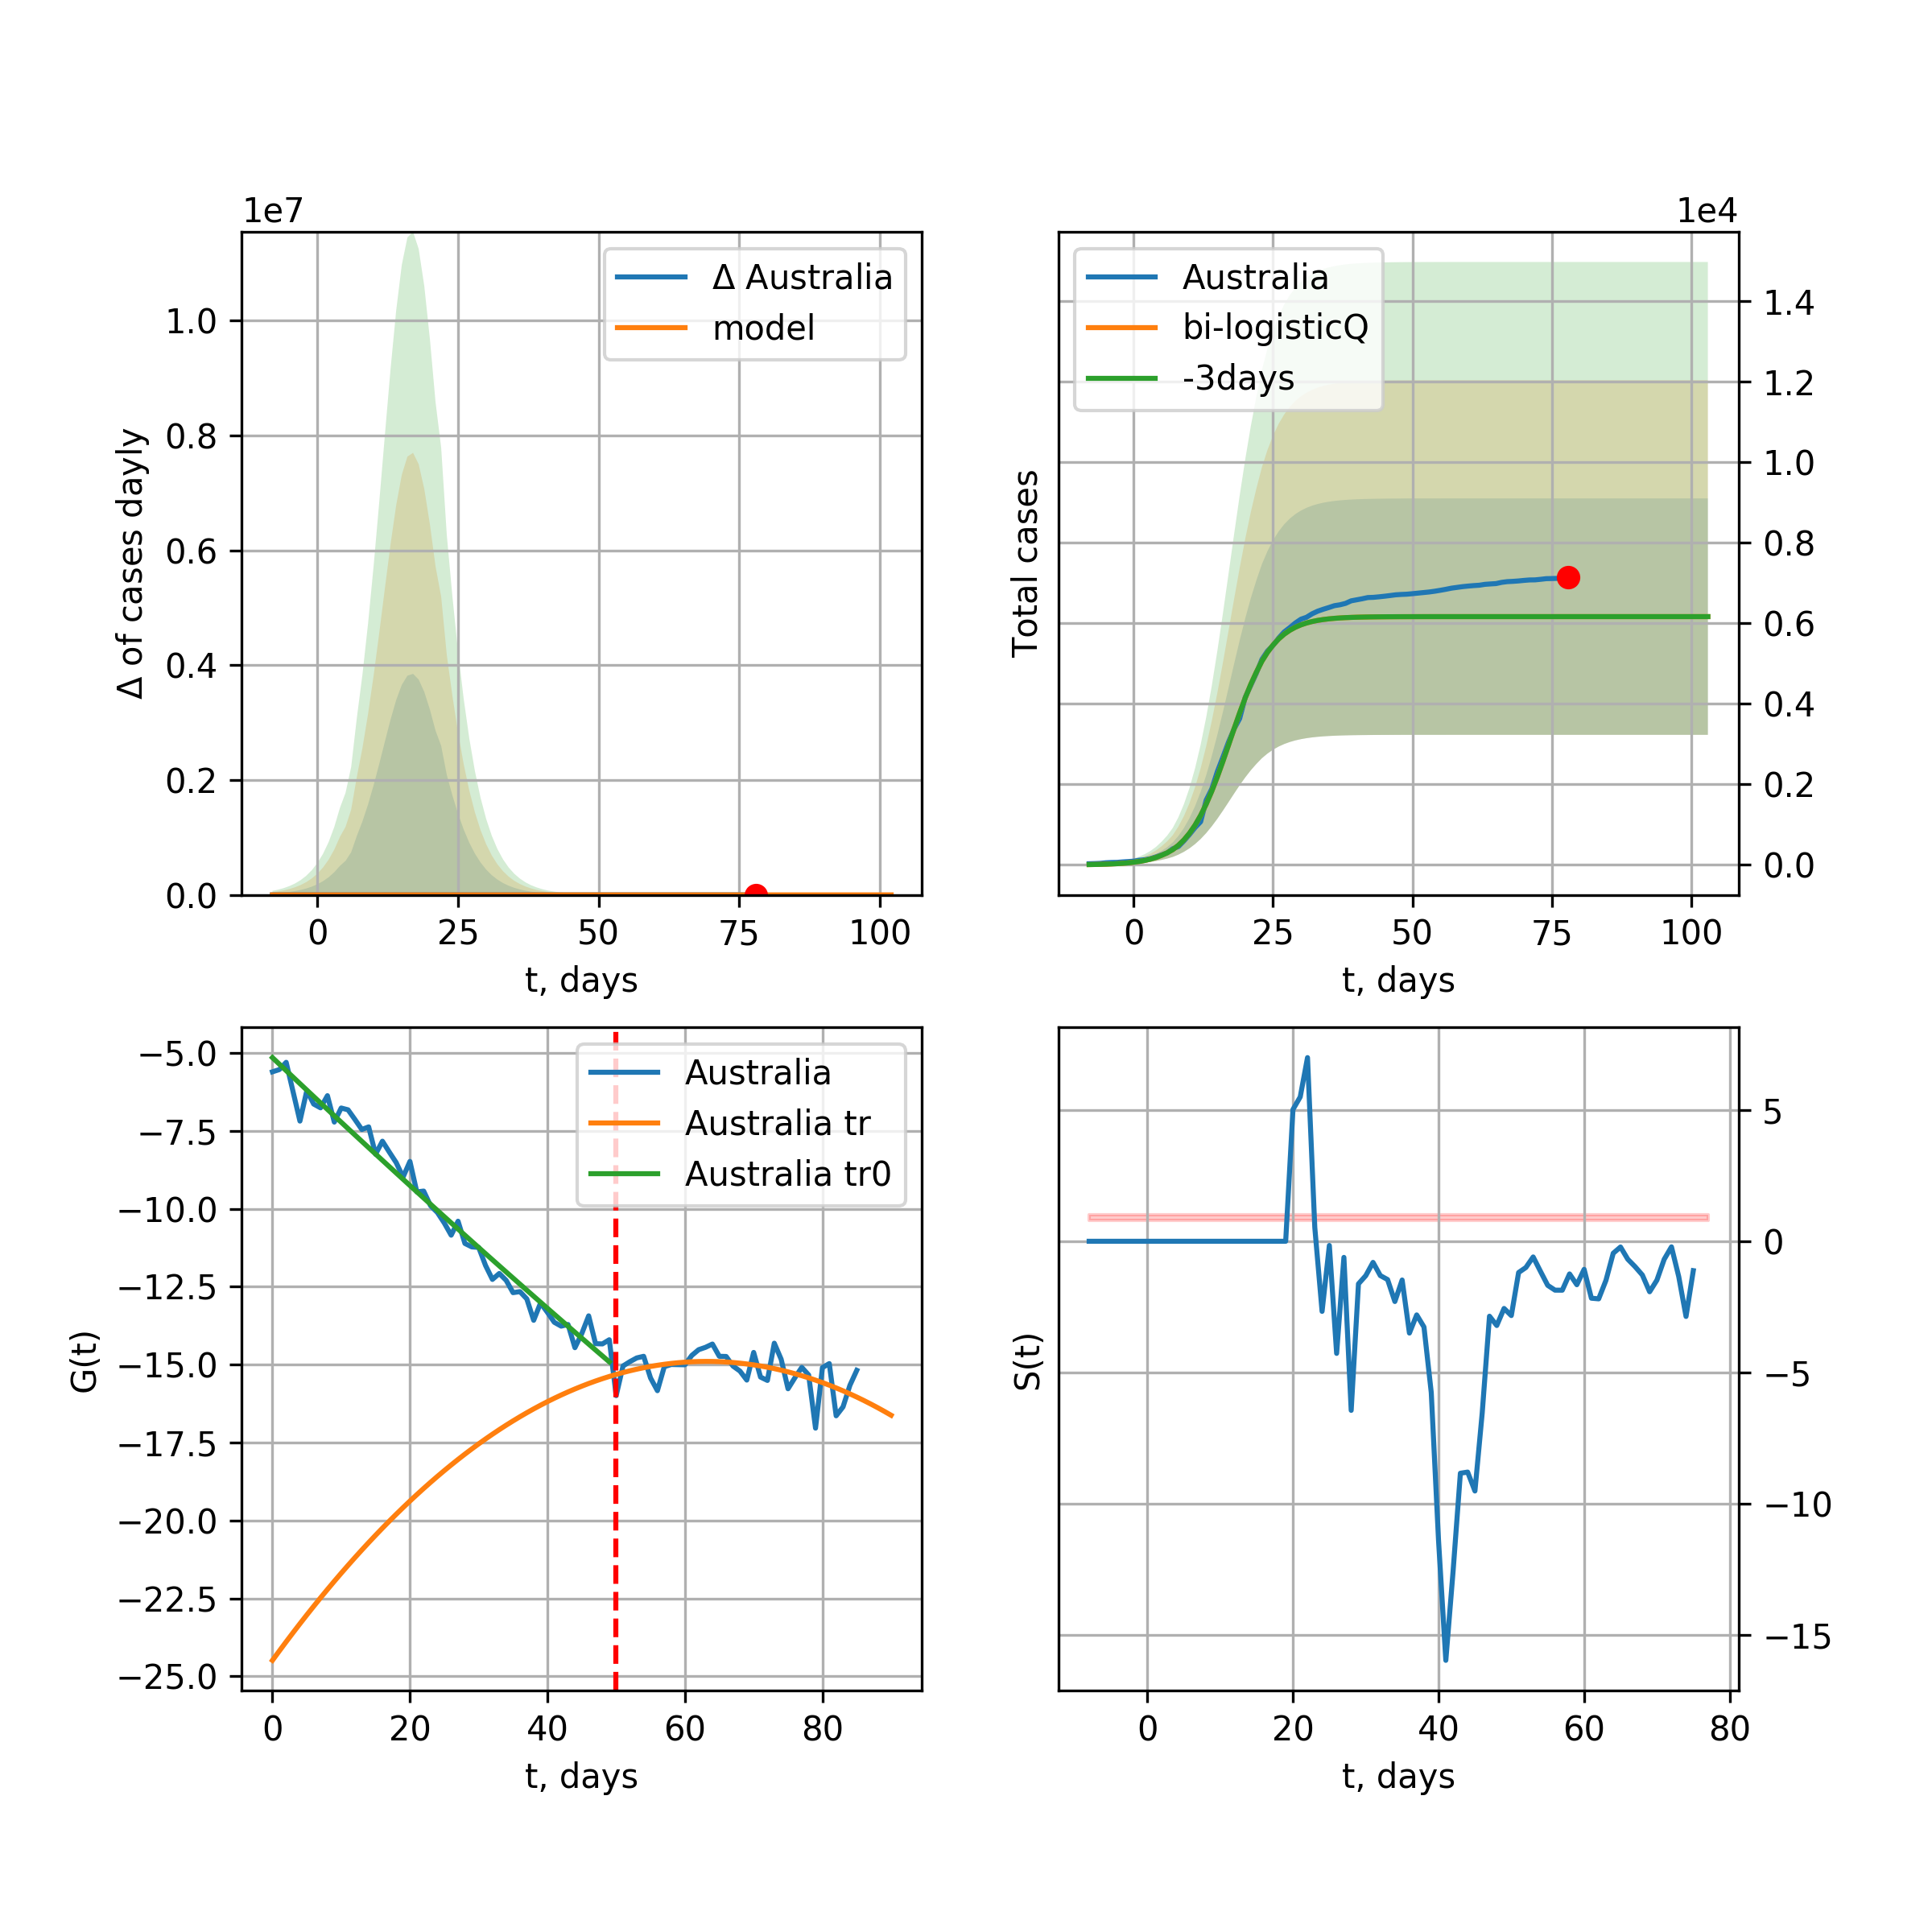 1e7
Δ of cases dayly
1.0
0.8
0.6
0.4
0.2
0.0
Δ Australia
model
0 25 50 75 100
t, days
1e4
Total cases
Australia
bi-logisticQ
-3days
1.4
1.2
1.0
0.8
0.6
0.4
0.2
0.0
0 25 50 75 100
t, days
G(t)
−5.0
−7.5
−10.0
−12.5
−15.0
−17.5
−20.0
−22.5
−25.0
Australia
Australia tr
Australia tr0
0 20 40 60 80
t, days
S(t)
5
0
−5
−10
−15
0 20 40 60 80
t, days